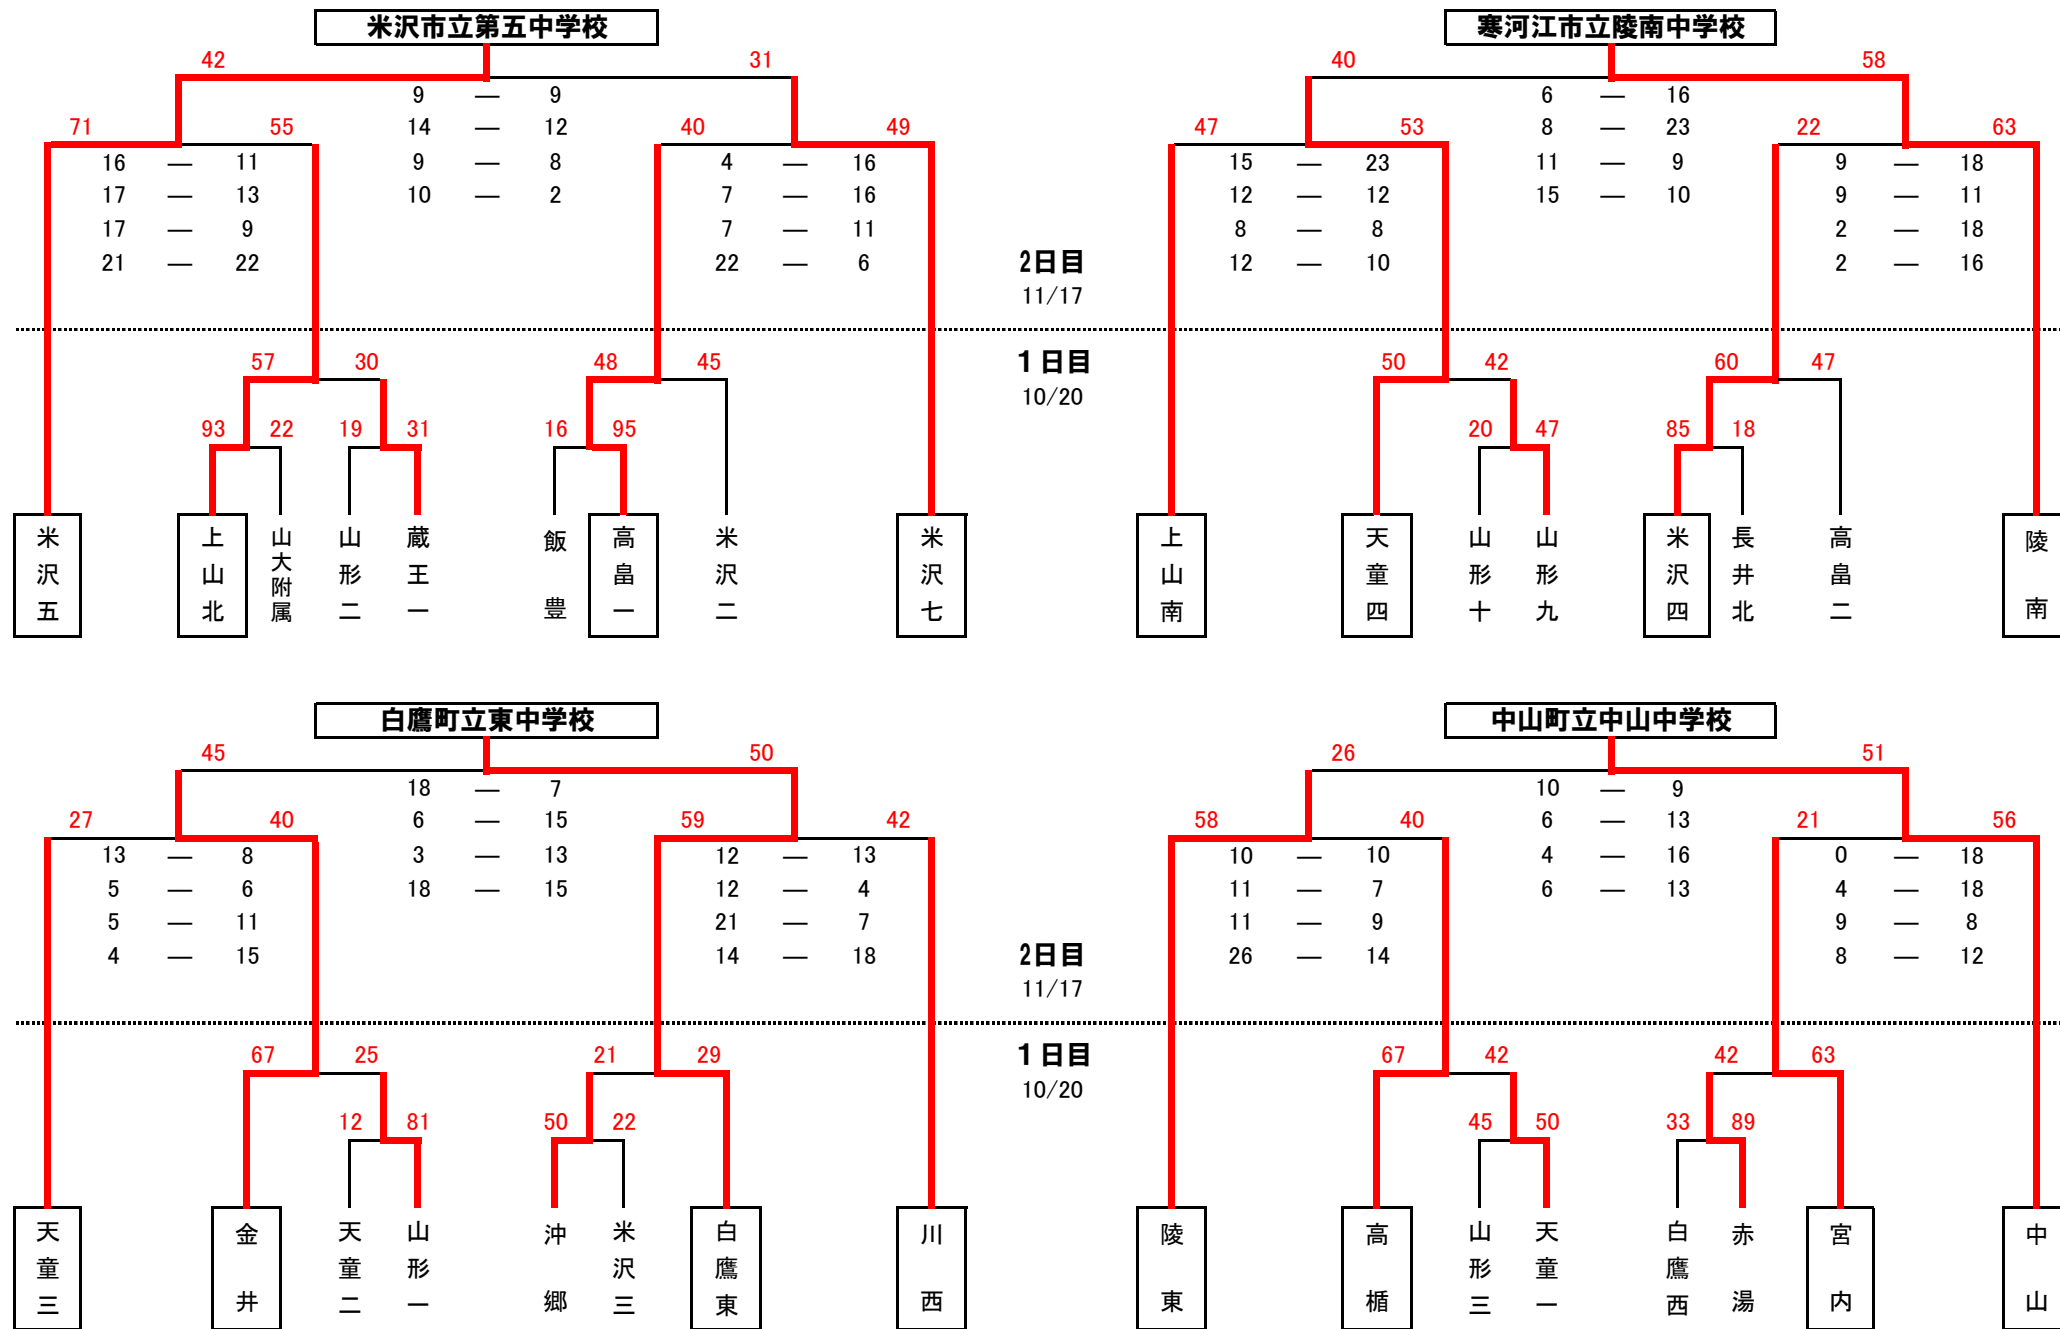 米沢市立第五中学校 寒河江市立陵南中学校
42 31 40 58
9 — 9 6 — 16
71 55 14 — 12 40 49 47 53 8 — 23 22 63
16 — 11 9 — 8 4 — 16 15 — 23 11 — 9 9 — 18
17 — 13 10 — 2 7 — 16 12 — 12 15 — 10 9 — 11
17 — 9 7 — 11 8 — 8 2 — 18
21 — 22 22 — 6 12 — 10 2 — 16
2日目
11/17
1日目
10/20
57 30 48 45 50 42 60 47
93 22 19 31 16 95 20 47 85 18
米沢五 上山北 山大附属 山形二 蔵王一 飯豊 高畠一 米沢二 米沢七 上山南 天童四 山形十 山形九 米沢四 長井北 高畠二 陵南
白鷹町立東中学校 中山町立中山中学校
45 50 26 51
18 — 7 10 — 9
27 40 6 — 15 59 42 58 40 6 — 13 21 56
13 — 8 3 — 13 12 — 13 10 — 10 4 — 16 0 — 18
5 — 6 18 — 15 12 — 4 11 — 7 6 — 13 4 — 18
5 — 11 21 — 7 11 — 9 9 — 8
4 — 15 14 — 18 26 — 14 8 — 12
2日目
11/17
1日目
10/20
67 25 21 29 67 42 42 63
12 81 50 22 45 50 33 89
天童三 金井 天童二 山形一 沖郷 米沢三 白鷹東 川西 陵東 高楯 山形三 天童一 白鷹西 赤湯 宮内 中山